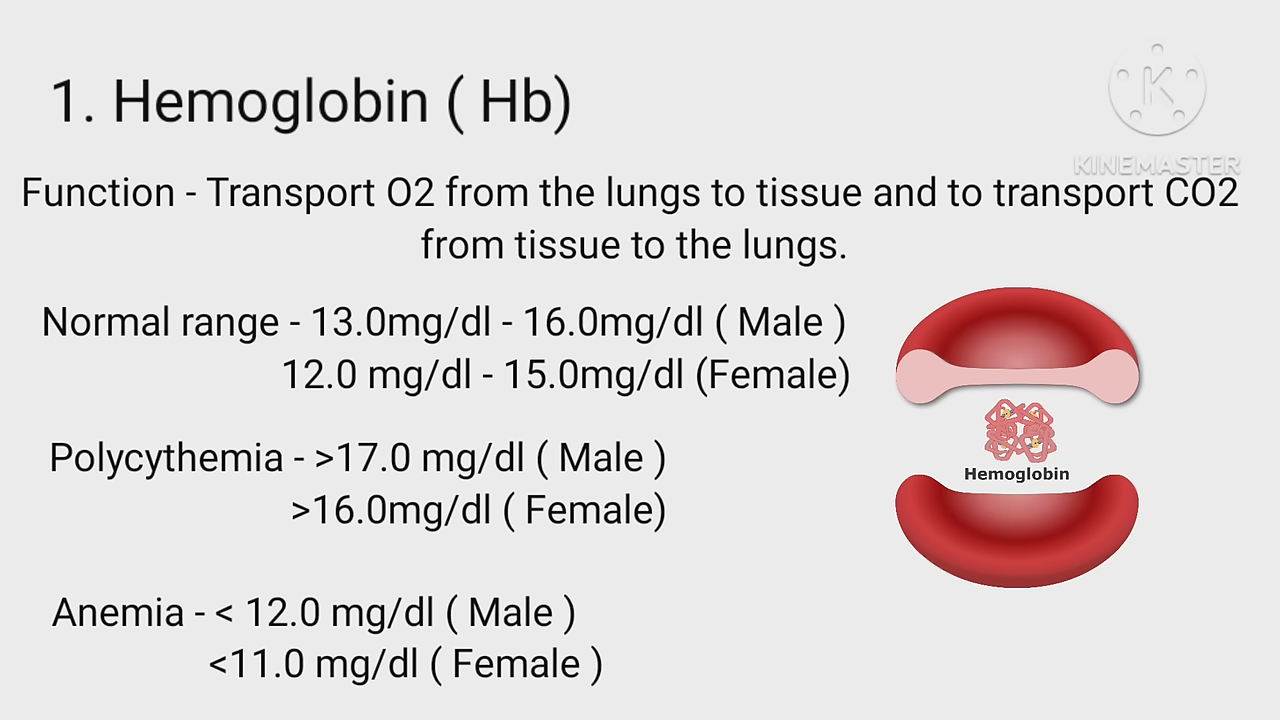 1. Hemoglobin ( Hb)
K
KINEMASTER
Function - Transport O2 from the lungs to tissue and to transport CO2
from tissue to the lungs.
Normal range - 13.0mg/dl - 16.0mg/dl ( Male )
12.0 mg/dl - 15.0mg/dl (Female)
Hemoglobin
Polycythemia - >17.0 mg/dl ( Male )
>16.0mg/dl ( Female)
Anemia - < 12.0 mg/dl ( Male )
<11.0 mg/dl ( Female )